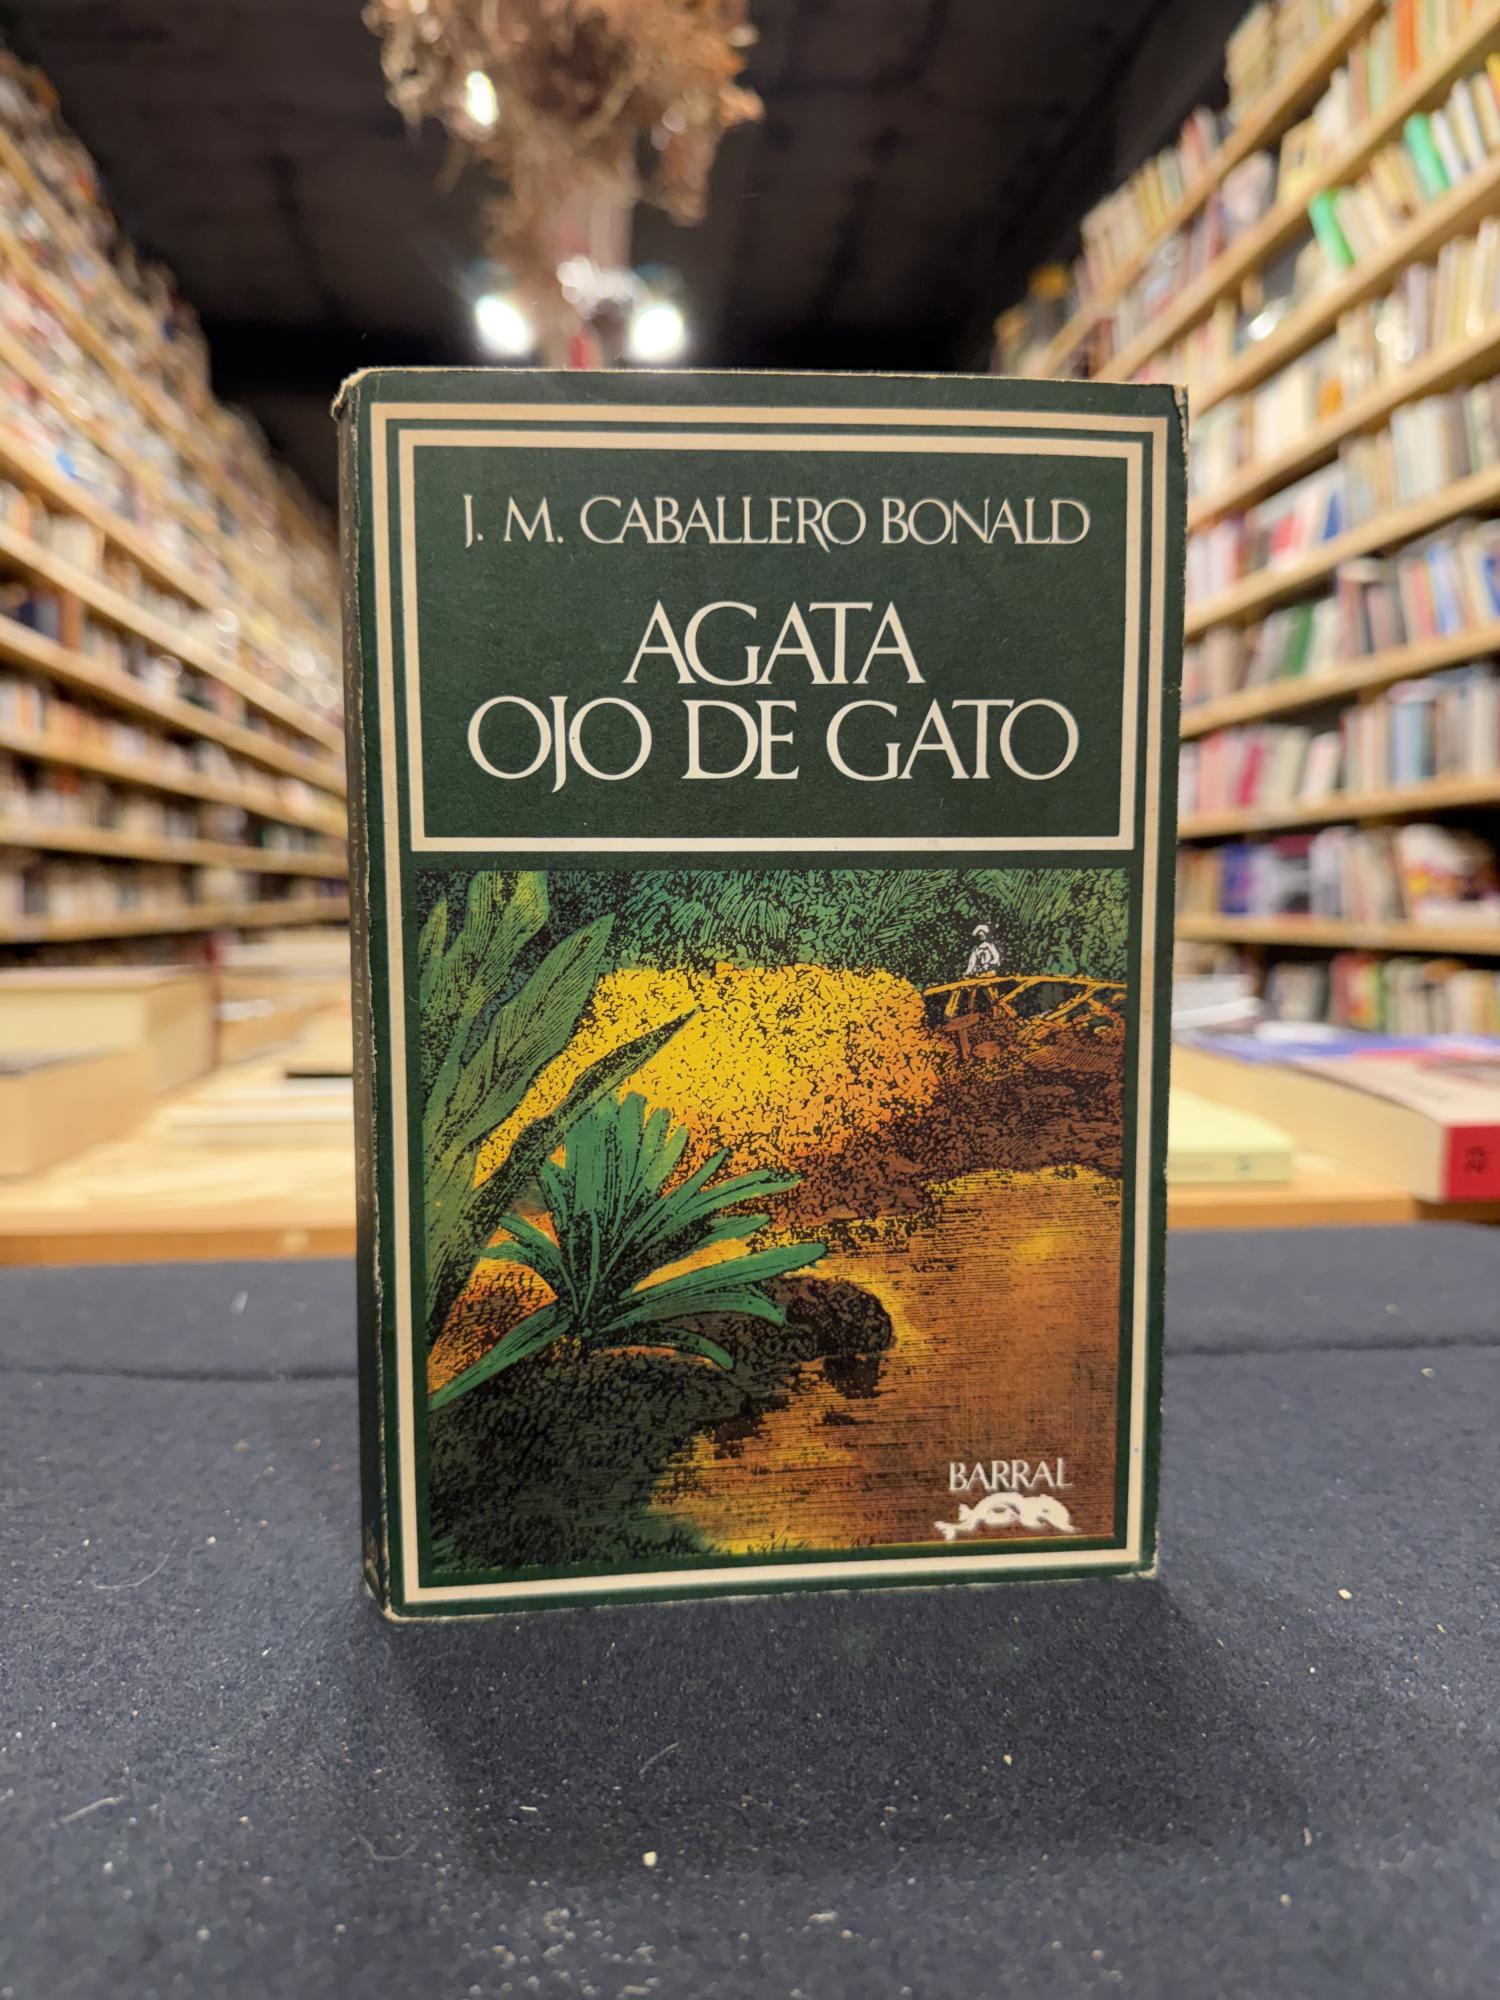 J. M. CABALLERO BONALD
AGATA
OJO DE GATO
BARRAL